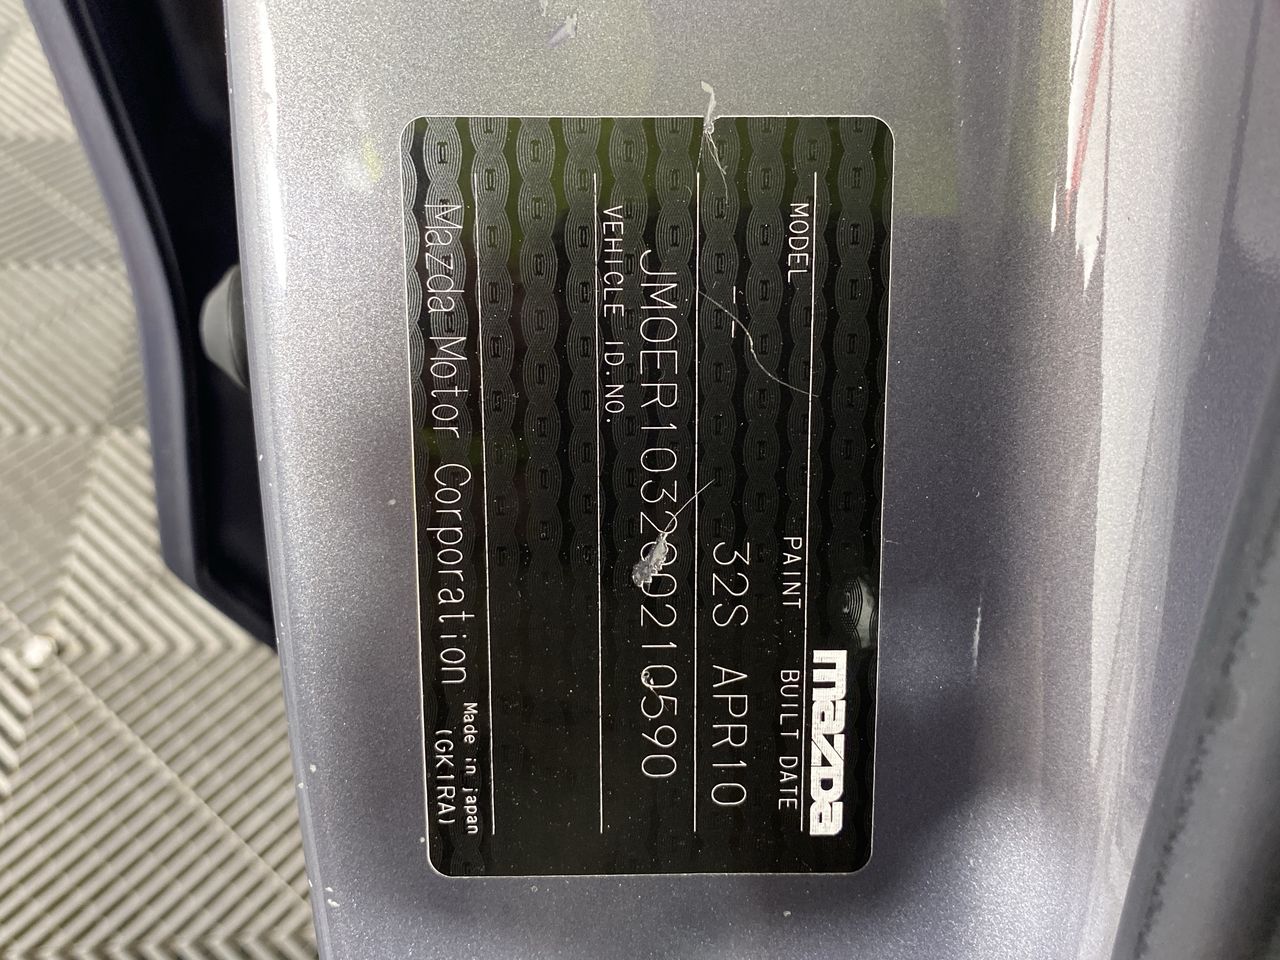 mazda
MODEL PAINT BUILT DATE
-- 32S APR10
JM0ER103200210590
VEHICLE ID.NO.
Mazda Motor Corporation Made in japan
(GK1RA)